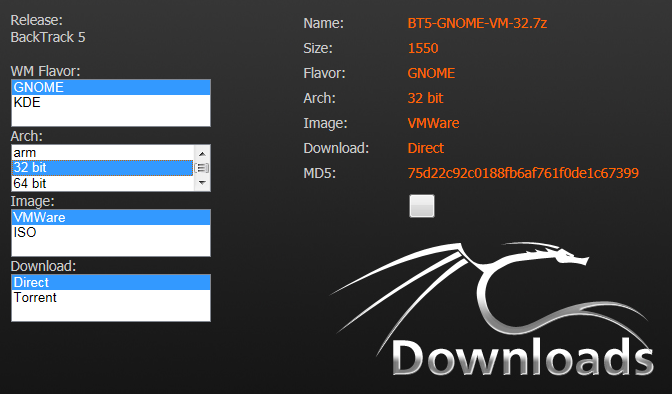 Release:
BackTrack 5
WM Flavor:
GNOME
KDE
Arch:
arm
32 bit
64 bit
Image:
VMWare
ISO
Download:
Direct
Torrent
Name: BT5-GNOME-VM-32.7z
Size: 1550
Flavor: GNOME
Arch: 32 bit
Image: VMWare
Download: Direct
MD5: 75d22c92c0188fb6af761f0de1c67399
Downloads